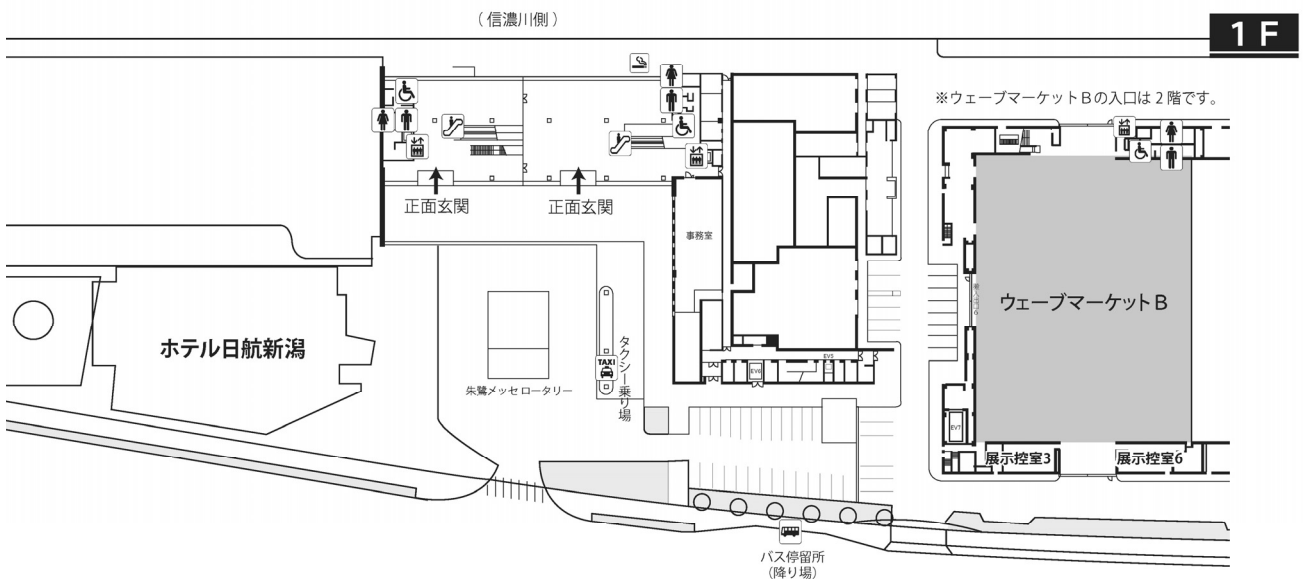 （信濃川側）
1F
※ウェーブマーケットBの入口は2階です。
正面玄関
正面玄関
事務室
ウェーブマーケットB
ホテル日航新潟
タクシー乗り場
TAXI
朱鷺メッセロータリー
EV5
EV6
EV7
展示控室3
展示控室6
バス停留所
（降り場）